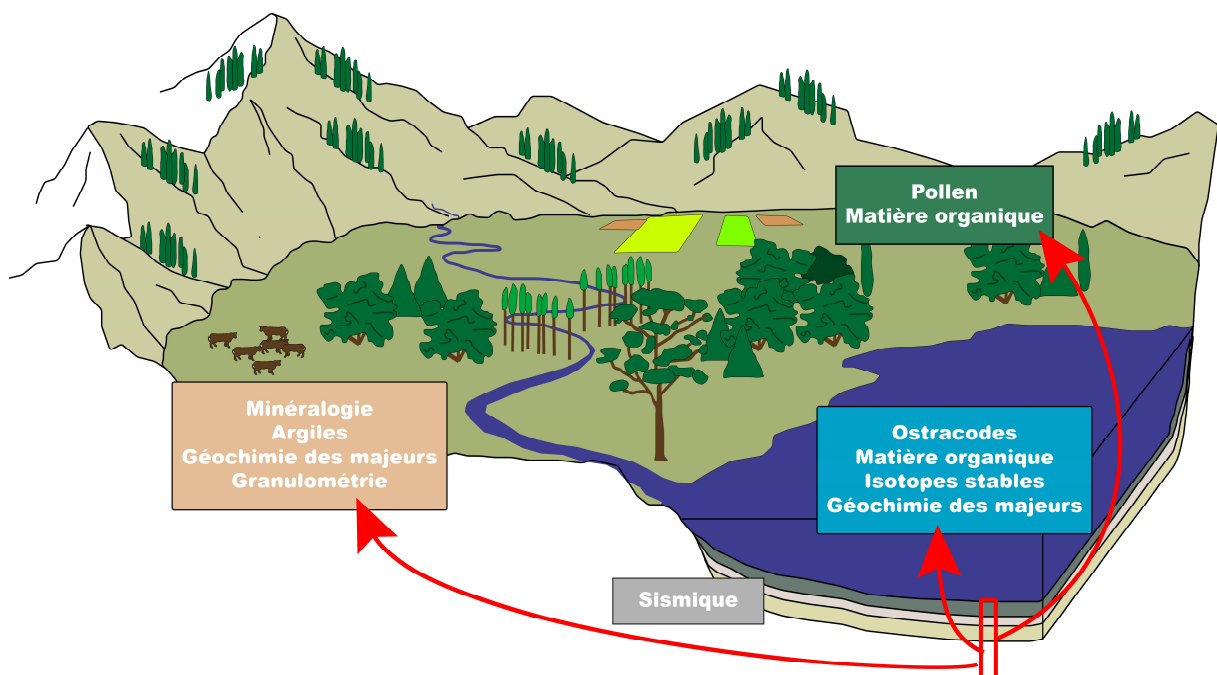 Pollen
Matière organique
Minéralogie
Argiles
Géochimie des majeurs
Granulométrie
Ostracodes
Matière organique
Isotopes stables
Géochimie des majeurs
Sismique